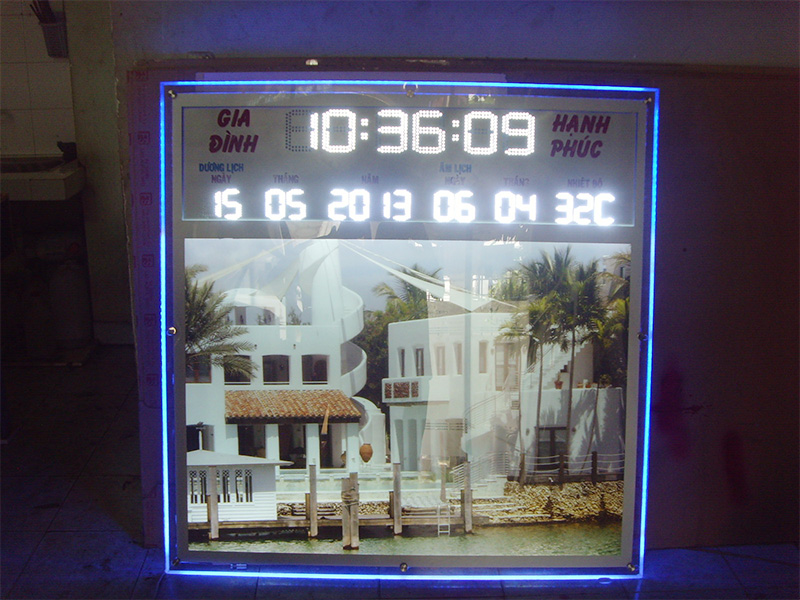 GIA
ĐÌNH
10:36:09
HẠNH
PHÚC
DƯƠNG LỊCH
NGÀY THÁNG NĂM
ÂM LỊCH
NGÀY THÁNG NHIỆT ĐỘ
15 05 2013 06 04 32C